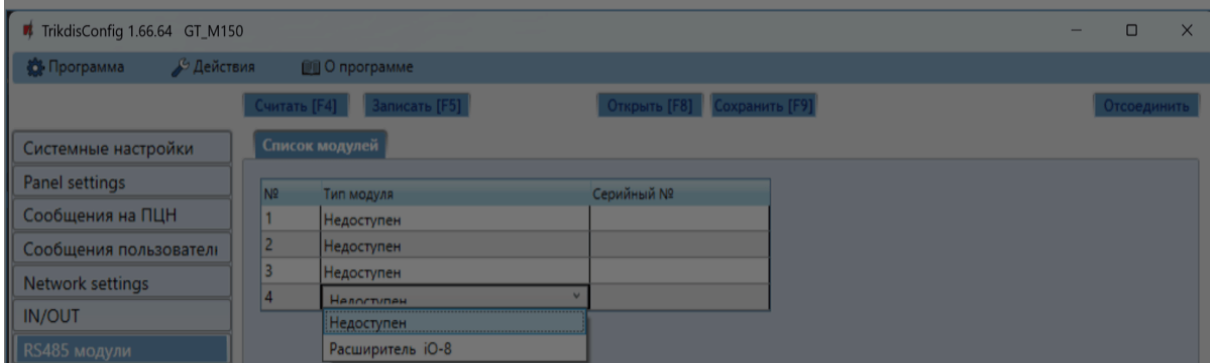 TrikdisConfig 1.66.64 GT_M150
Программа Действия О программе
Считать [F4] Записать [F5] Открыть [F8] Сохранить [F9] Отсоединить
Системные настройки
Panel settings
Сообщения на ПЦН
Сообщения пользователю
Network settings
IN/OUT
RS485 модули
Список модулей
№ Тип модуля Серийный №
1 Недоступен
2 Недоступен
3 Недоступен
4 Недоступен
Недоступен
Расширитель iO-8